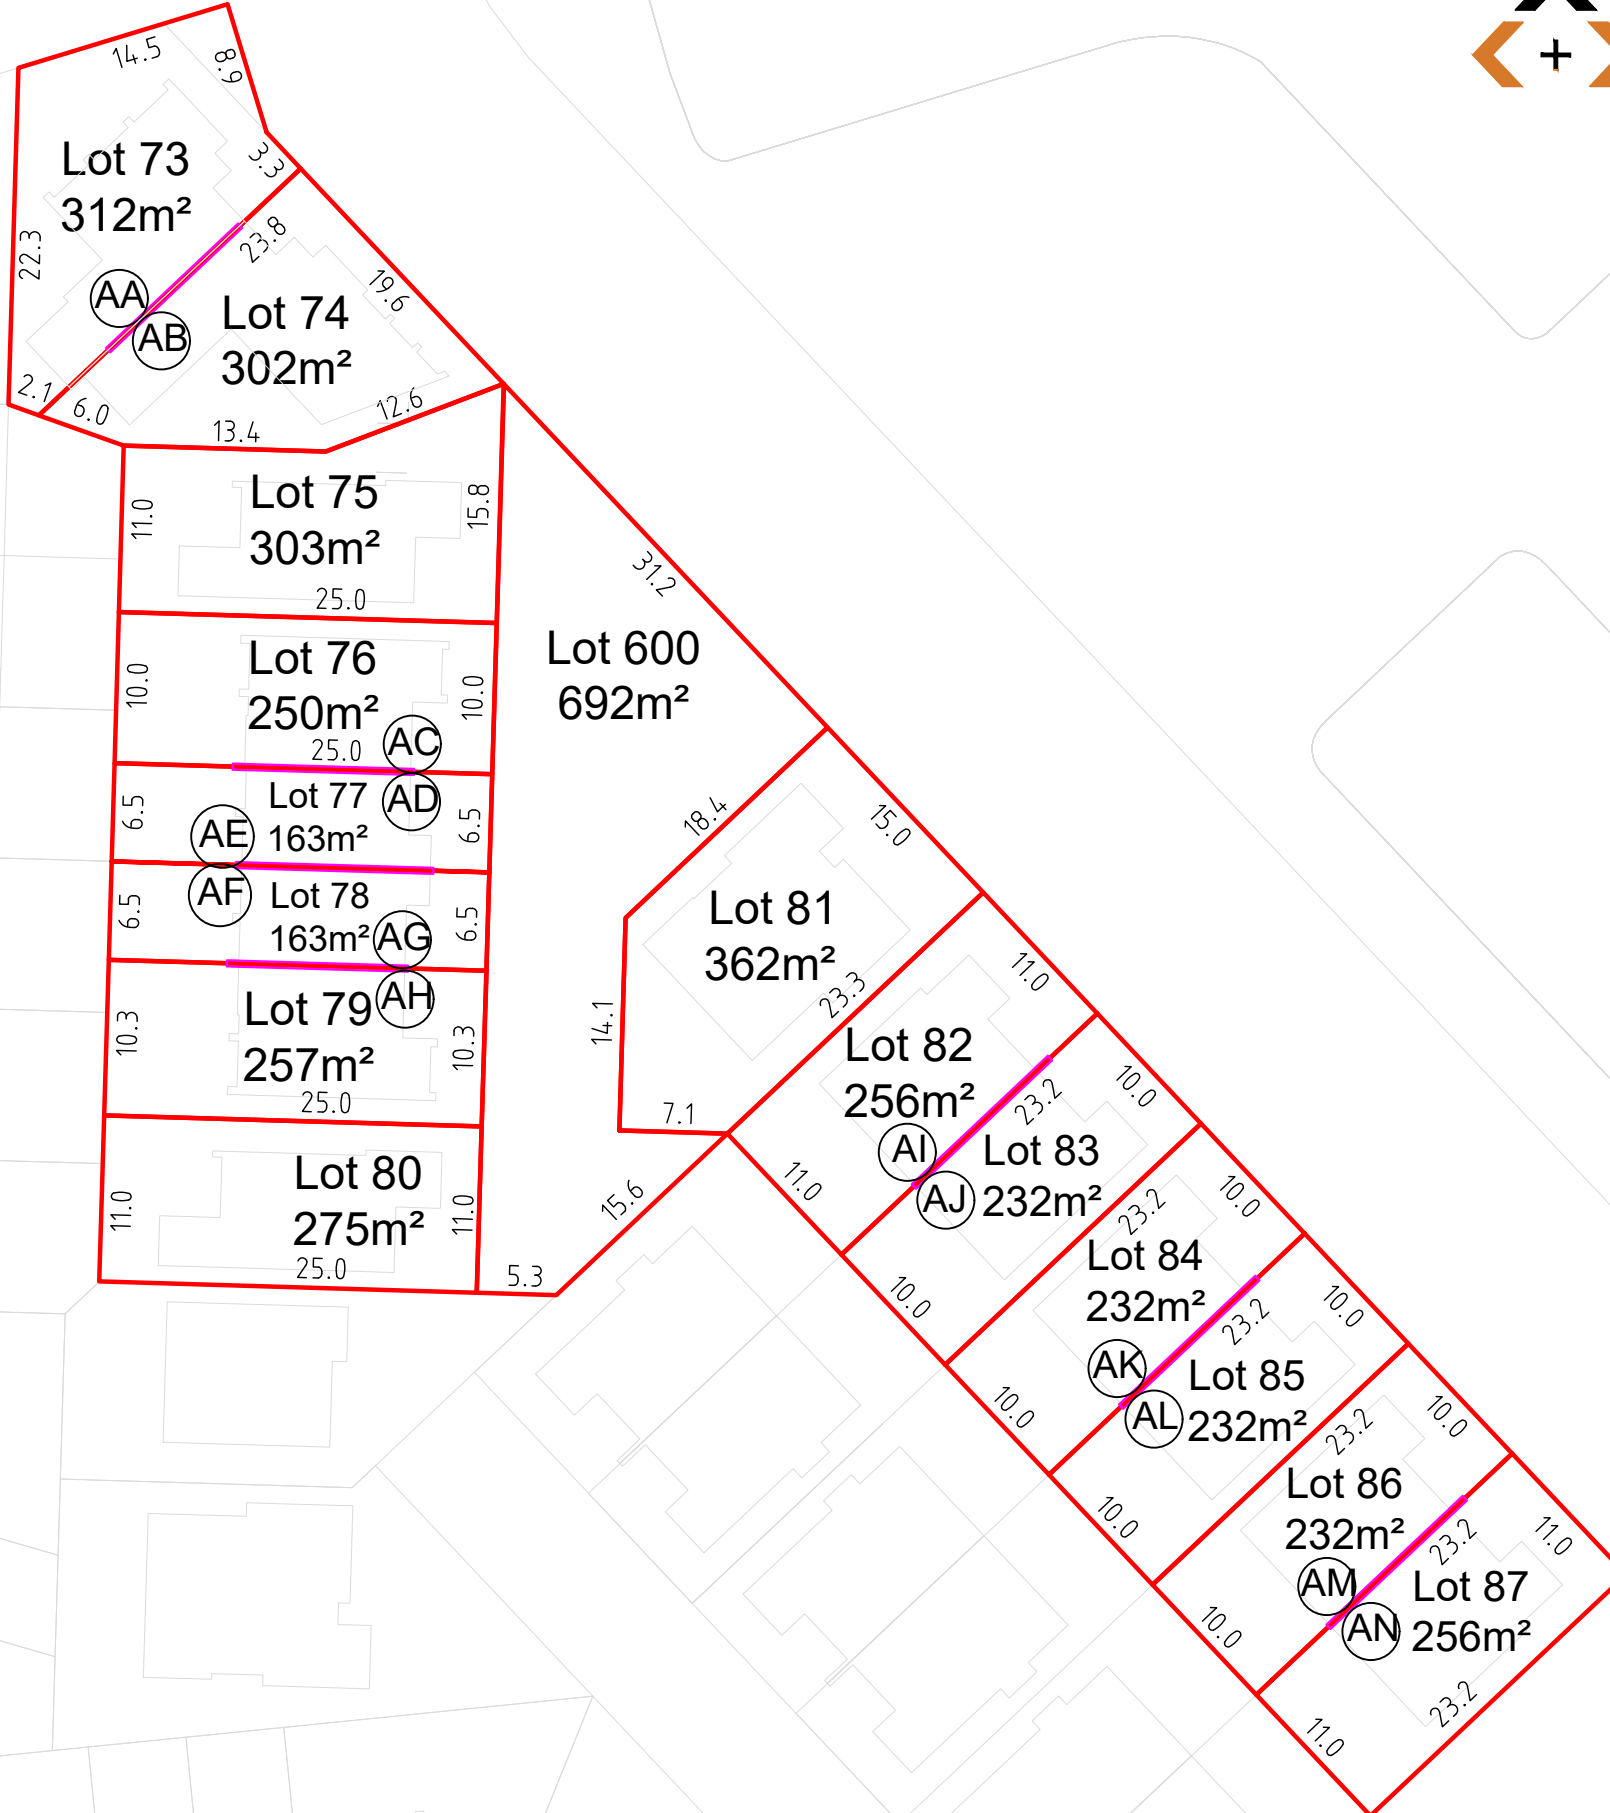 14.5
8.9
Lot 73
312m²
3.3
22.3
23.8
19.6
AA
AB
Lot 74
302m²
2.1
6.0
12.6
13.4
Lot 75
303m²
11.0
15.8
25.0
31.2
Lot 76
250m²
10.0
10.0
25.0
AC
Lot 600
692m²
Lot 77
163m²
AD
6.5
6.5
AE
AF
Lot 78
163m²
6.5
6.5
AG
AH
Lot 79
257m²
10.3
10.3
25.0
Lot 80
275m²
11.0
11.0
25.0
5.3
15.6
18.4
15.0
Lot 81
362m²
14.1
23.3
7.1
11.0
Lot 82
256m²
23.2
AI
AJ
11.0
10.0
Lot 83
232m²
23.2
10.0
10.0
Lot 84
232m²
23.2
AK
AL
10.0
10.0
Lot 85
232m²
23.2
10.0
10.0
Lot 86
232m²
23.2
AM
AN
10.0
11.0
Lot 87
256m²
23.2
11.0